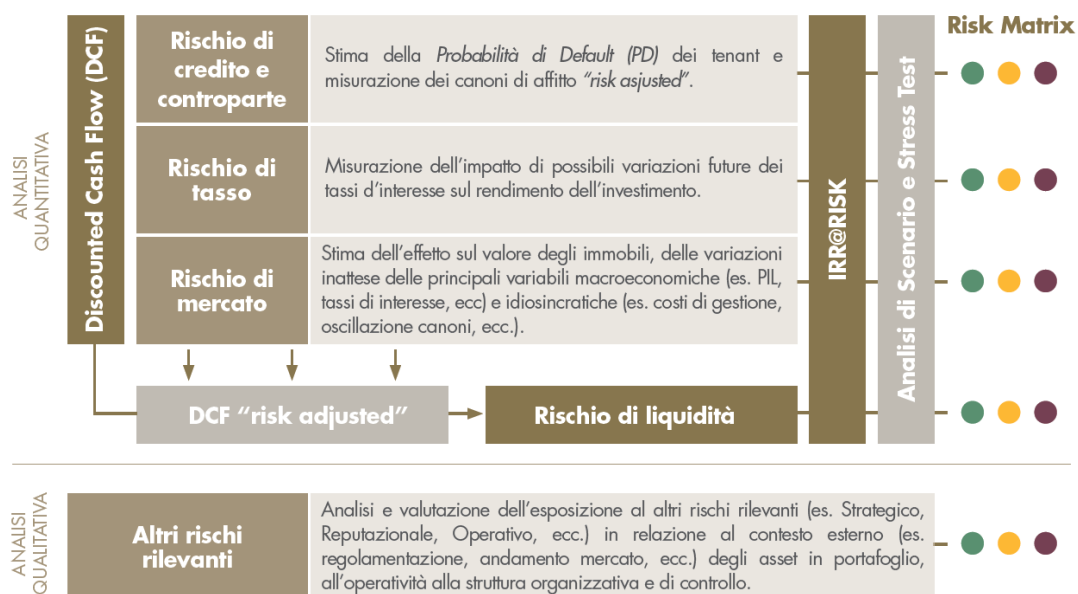 Risk Matrix
ANALISI
QUANTITATIVA
Discounted Cash Flow (DCF)
Rischio di
credito e
controparte
Stima della Probabilità di Default (PD) dei tenant e
misurazione dei canoni di affitto “risk asjusted”.
Rischio di
tasso
Misurazione dell’impatto di possibili variazioni future dei
tassi d’interesse sul rendimento dell’investimento.
Rischio di
mercato
Stima dell’effetto sul valore degli immobili, delle variazioni
inattese delle principali variabili macroeconomiche (es. PIL,
tassi di interesse, ecc) e idiosincratiche (es. costi di gestione,
oscillazione canoni, ecc.).
IRR@RISK
Analisi di Scenario e Stress Test
DCF “risk adjusted”
Rischio di liquidità
ANALISI
QUALITATIVA
Altri rischi
rilevanti
Analisi e valutazione dell’esposizione al altri rischi rilevanti (es. Strategico,
Reputazionale, Operativo, ecc.) in relazione al contesto esterno (es.
regolamentazione, andamento mercato, ecc.) degli asset in portafoglio,
all’operatività alla struttura organizzativa e di controllo.